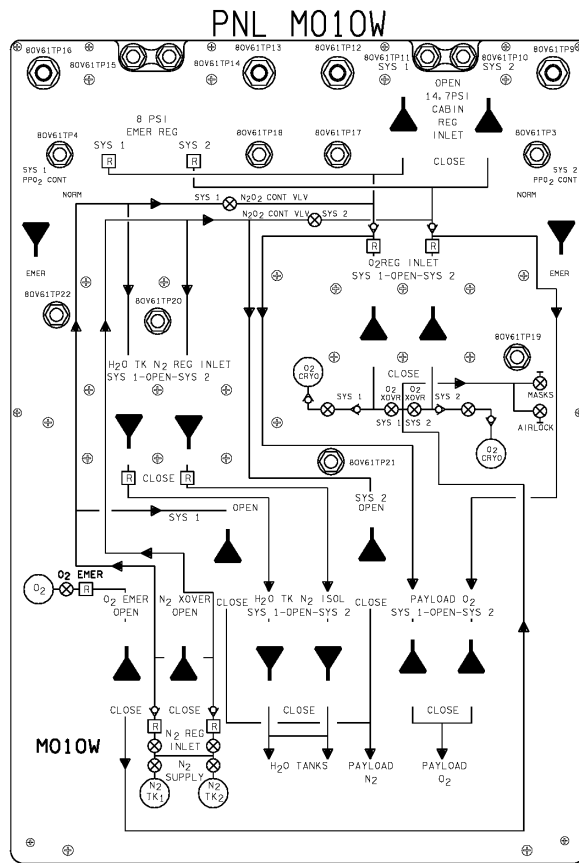 PNL MO10W
80V61TP16
80V61TP15
80V61TP13
80V61TP14
80V61TP12
80V61TP11
SYS 1
80V61TP10
SYS 2
80V61TP9
OPEN
14.7PSI
CABIN
REG
INLET
CLOSE
8 PSI
EMER REG
SYS 1
SYS 2
R
R
80V61TP4
80V61TP18
80V61TP17
80V61TP3
SYS 1
PPO2 CONT
SYS 2
PPO2 CONT
NORM
NORM
EMER
EMER
SYS 1
N2O2 CONT VLV
N2O2 CONT VLV
SYS 2
R
R
O2REG INLET
SYS 1-OPEN-SYS 2
80V61TP22
80V61TP20
80V61TP19
H2O TK N2 REG INLET
SYS 1-OPEN-SYS 2
CLOSE
O2
CRYO
SYS 1
O2
XOVR
O2
XOVR
SYS 2
SYS 1
SYS 2
MASKS
AIRLOCK
O2
CRYO
R
CLOSE
R
80V61TP21
SYS 1
OPEN
SYS 2
OPEN
O2 EMER
O2
R
O2 EMER
OPEN
N2 XOVER
OPEN
CLOSE
H2O TK N2 ISOL
SYS 1-OPEN-SYS 2
CLOSE
PAYLOAD O2
SYS 1-OPEN-SYS 2
CLOSE
CLOSE
CLOSE
CLOSE
R
R
MO10W
N2 REG
INLET
N2
SUPPLY
N2
TK1
N2
TK2
H2O TANKS
PAYLOAD
N2
PAYLOAD
O2